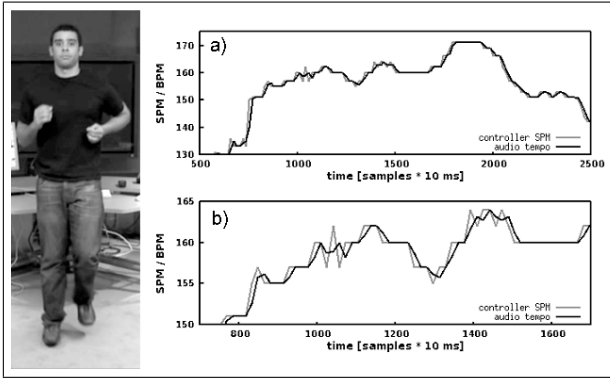 a)
SPM / BPM
170
160
150
140
130
controller SPM
audio tempo
500 1000 1500 2000 2500
time [samples * 10 ms]
b)
SPM / BPM
165
160
155
150
controller SPM
audio tempo
800 1000 1200 1400 1600
time [samples * 10 ms]